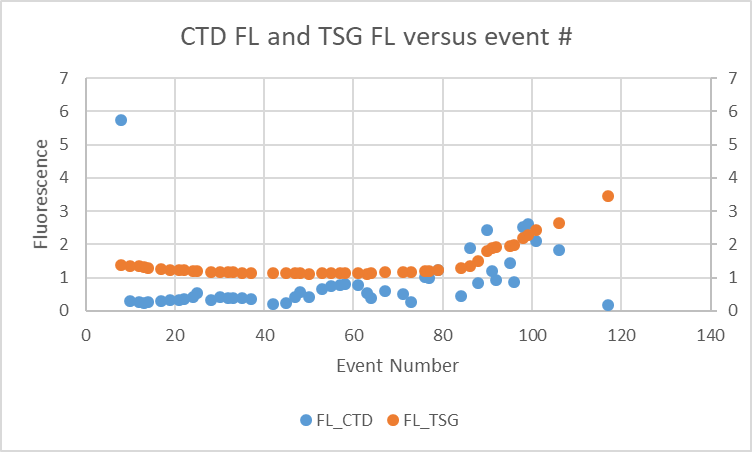 CTD FL and TSG FL versus event #
7 7
6 6
5 5
4 4
3 3
2 2
1 1
0 0
Fluorescence
0 20 40 60 80 100 120 140
Event Number
FL_CTD FL_TSG